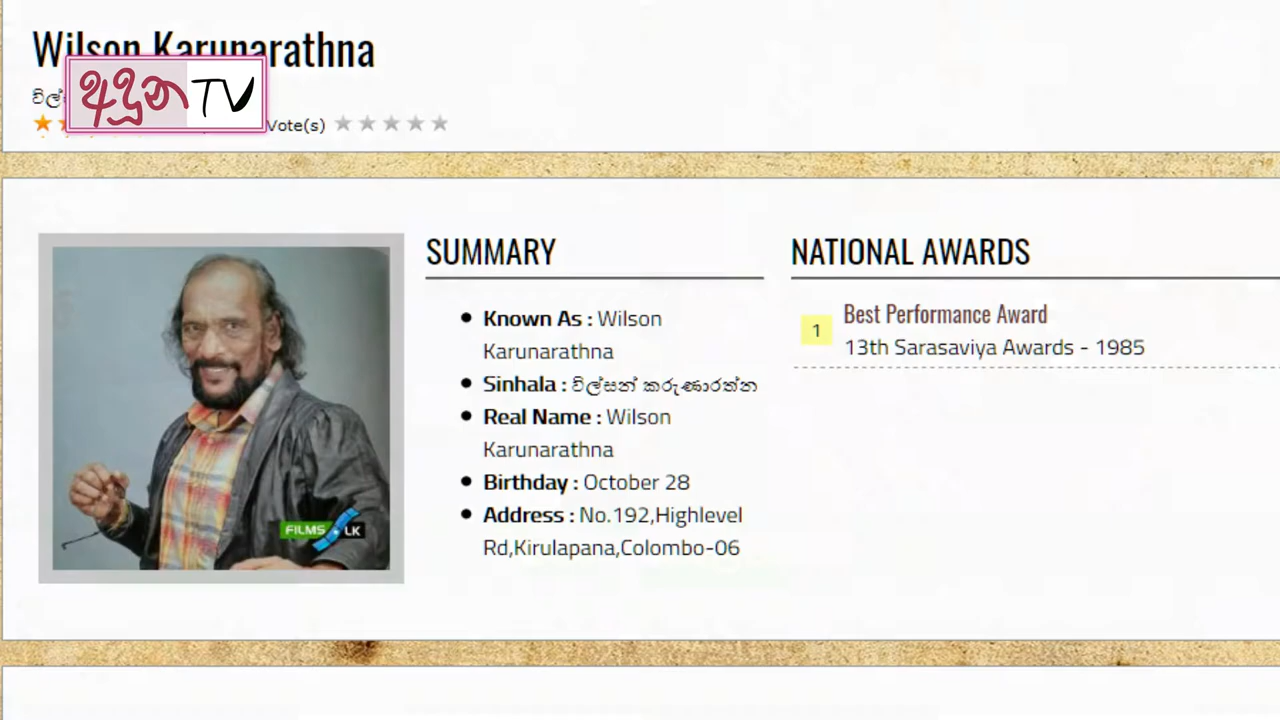 Wilson Karunarathna
අදුන TV
Vote(s)
SUMMARY
Known As : Wilson
Karunarathna
Sinhala : විල්සන් කරුණාරත්න
Real Name : Wilson
Karunarathna
Birthday : October 28
Address : No.192,Highlevel
Rd,Kirulapana,Colombo-06
NATIONAL AWARDS
1
Best Performance Award
13th Sarasaviya Awards - 1985
FILMS LK